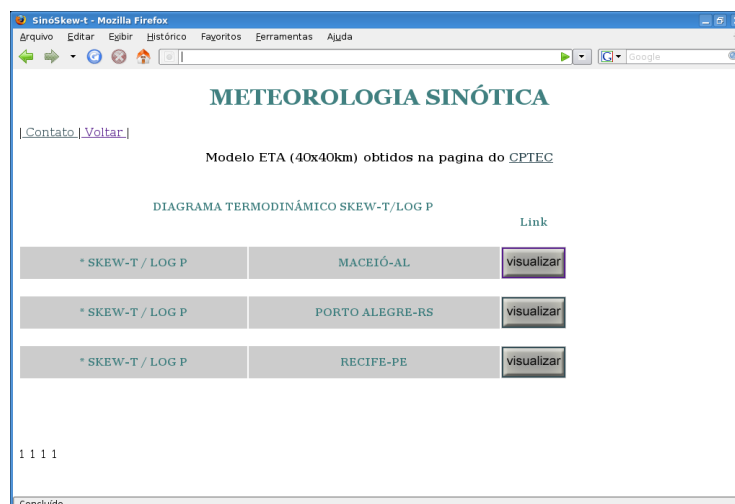 SinóSkew-t - Mozilla Firefox
Arquivo Editar Exibir Histórico Favoritos Ferramentas Ajuda
Google
METEOROLOGIA SINÓTICA
| Contato | Voltar |
Modelo ETA (40x40km) obtidos na pagina do CPTEC
DIAGRAMA TERMODINÁMICO SKEW-T/LOG P
Link
* SKEW-T / LOG P MACEIÓ-AL visualizar
* SKEW-T / LOG P PORTO ALEGRE-RS visualizar
* SKEW-T / LOG P RECIFE-PE visualizar
1 1 1 1
Concluído